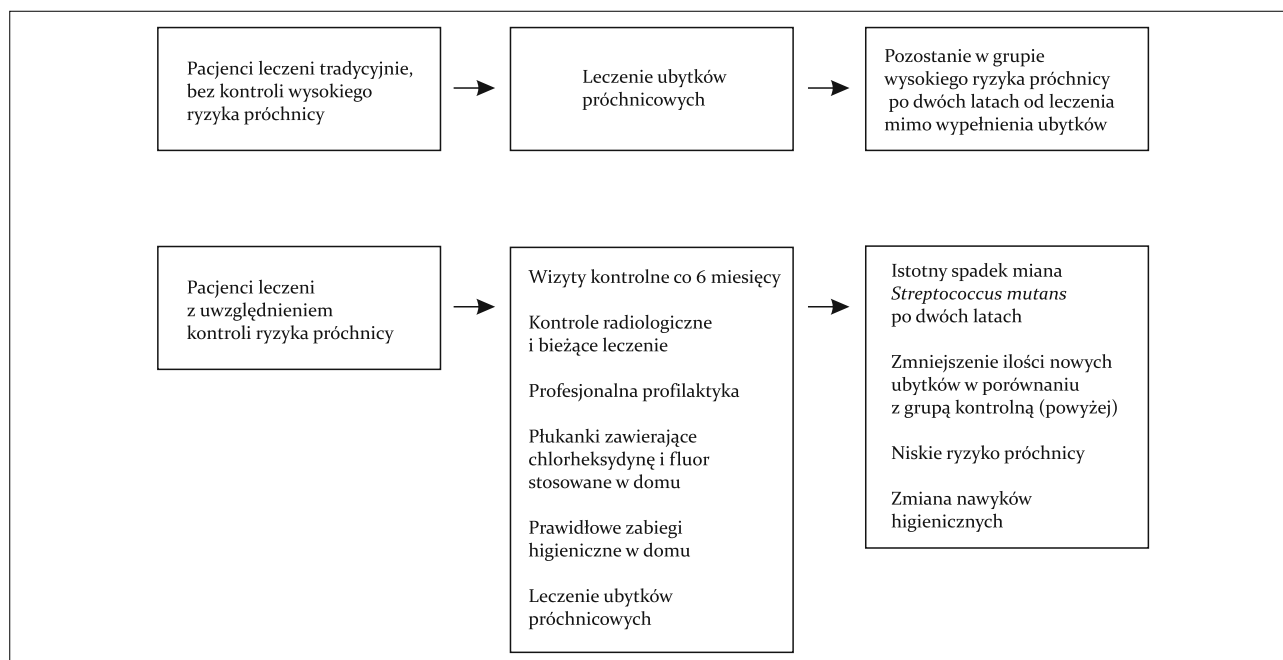 Pacjenci leczeni tradycyjnie,
bez kontroli wysokiego
ryzyka próchnicy
Leczenie ubytków
próchnicowych
Pozostanie w grupie
wysokiego ryzyka próchnicy
po dwóch latach od leczenia
mimo wypełnienia ubytków
Pacjenci leczeni
z uwzględnieniem
kontroli ryzyka próchnicy
Wizyty kontrolne co 6 miesięcy
Kontrole radiologiczne
i bieżące leczenie
Profesjonalna profilaktyka
Płukanki zawierające
chlorheksydynę i fluor
stosowane w domu
Prawidłowe zabiegi
higieniczne w domu
Leczenie ubytków
próchnicowych
Istotny spadek miana
Streptococcus mutans
po dwóch latach
Zmniejszenie ilości nowych
ubytków w porównaniu
z grupą kontrolną (powyżej)
Niskie ryzyko próchnicy
Zmiana nawyków
higienicznych